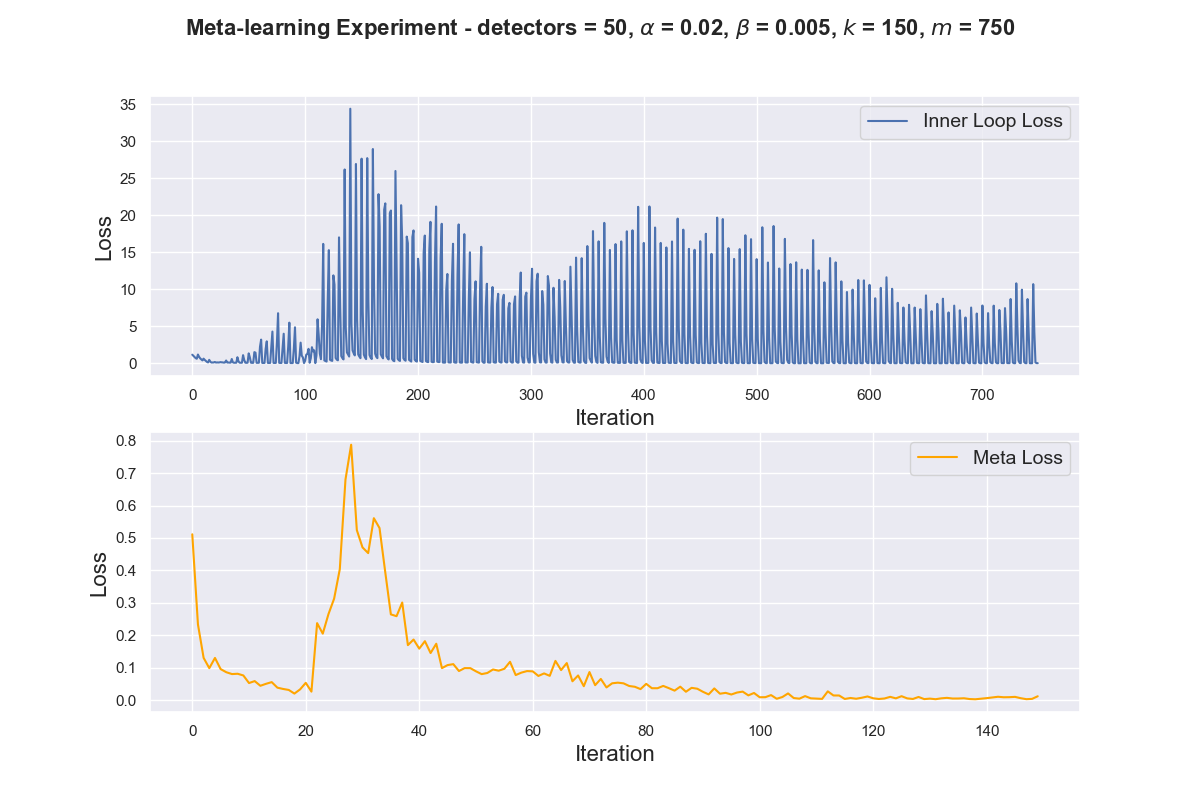 Meta-learning Experiment - detectors = 50, α = 0.02, β = 0.005, k = 150, m = 750
35
30
25
20
15
10
5
0
Loss
Inner Loop Loss
0 100 200 300 400 500 600 700
Iteration
0.8
0.7
0.6
0.5
0.4
0.3
0.2
0.1
0.0
Loss
Meta Loss
0 20 40 60 80 100 120 140
Iteration